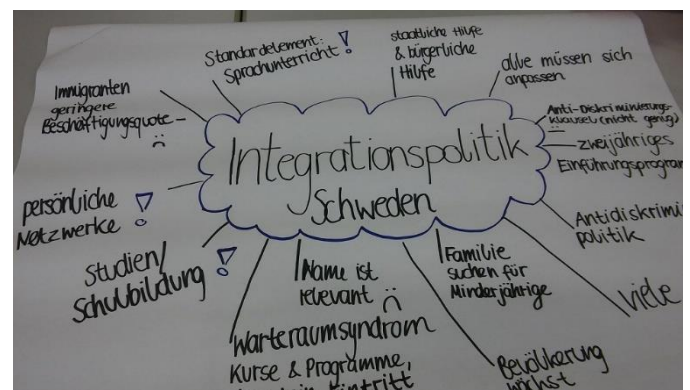 Integrationspolitik
Schweden
Standardelement:
Sprachunterricht!
staatliche Hilfe
& bürgerliche
Hilfe
alle müssen sich
anpassen
Anti-Diskriminierungs-
klausel (nicht genug)
zweijähriges
Einführungsprogram
Antidiskrimi
politik
viele
Bevölkerung
wächst
Familie
suchen für
Minderjährige
Name ist
relevant
Warteraumsyndrom
Kurse & Programme,
Eintritt
Studien/
Schulbildung!
persönliche
Netzwerke!
Immigranten
geringere
Beschäftigungsquote